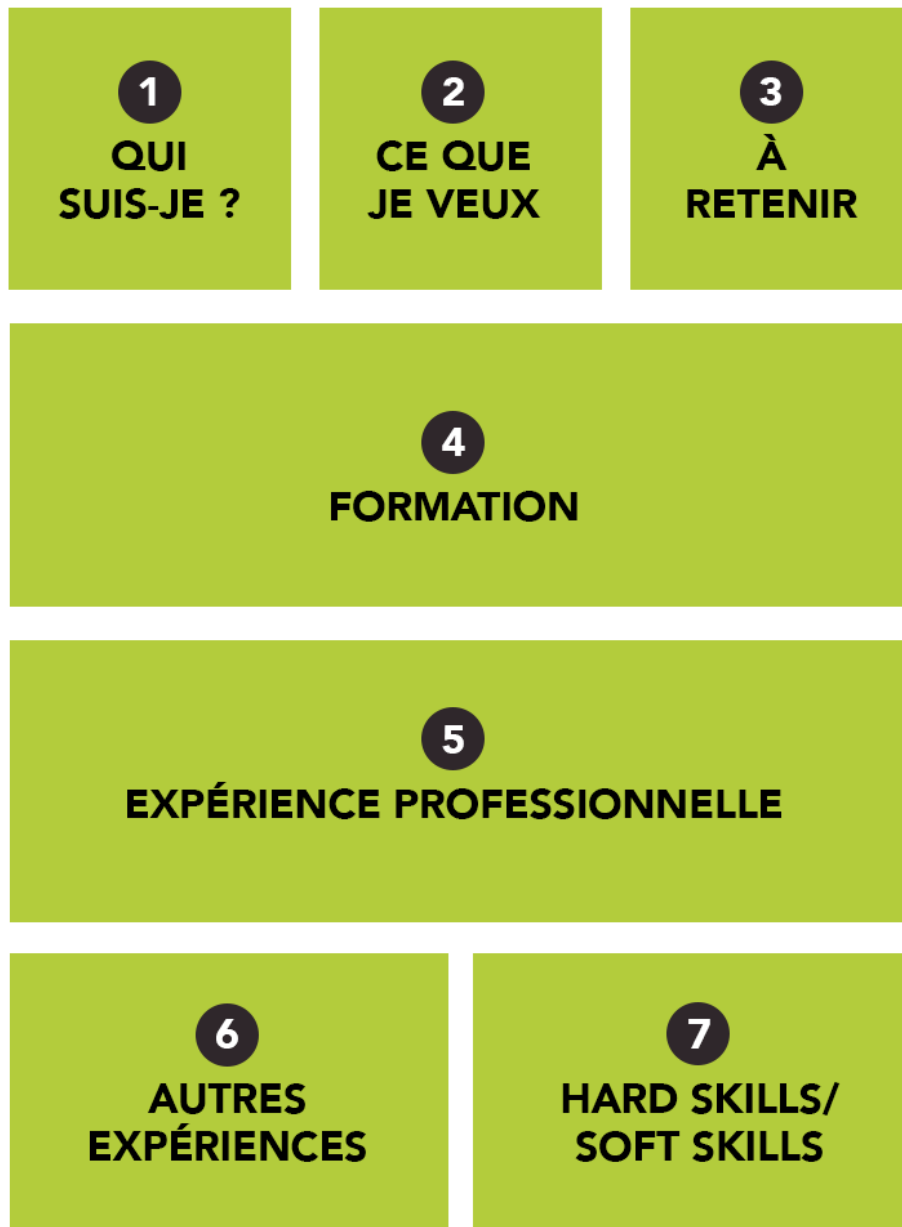 1
QUI
SUIS-JE ?
2
CE QUE
JE VEUX
3
À
RETENIR
4
FORMATION
5
EXPÉRIENCE PROFESSIONNELLE
6
AUTRES
EXPÉRIENCES
7
HARD SKILLS/
SOFT SKILLS